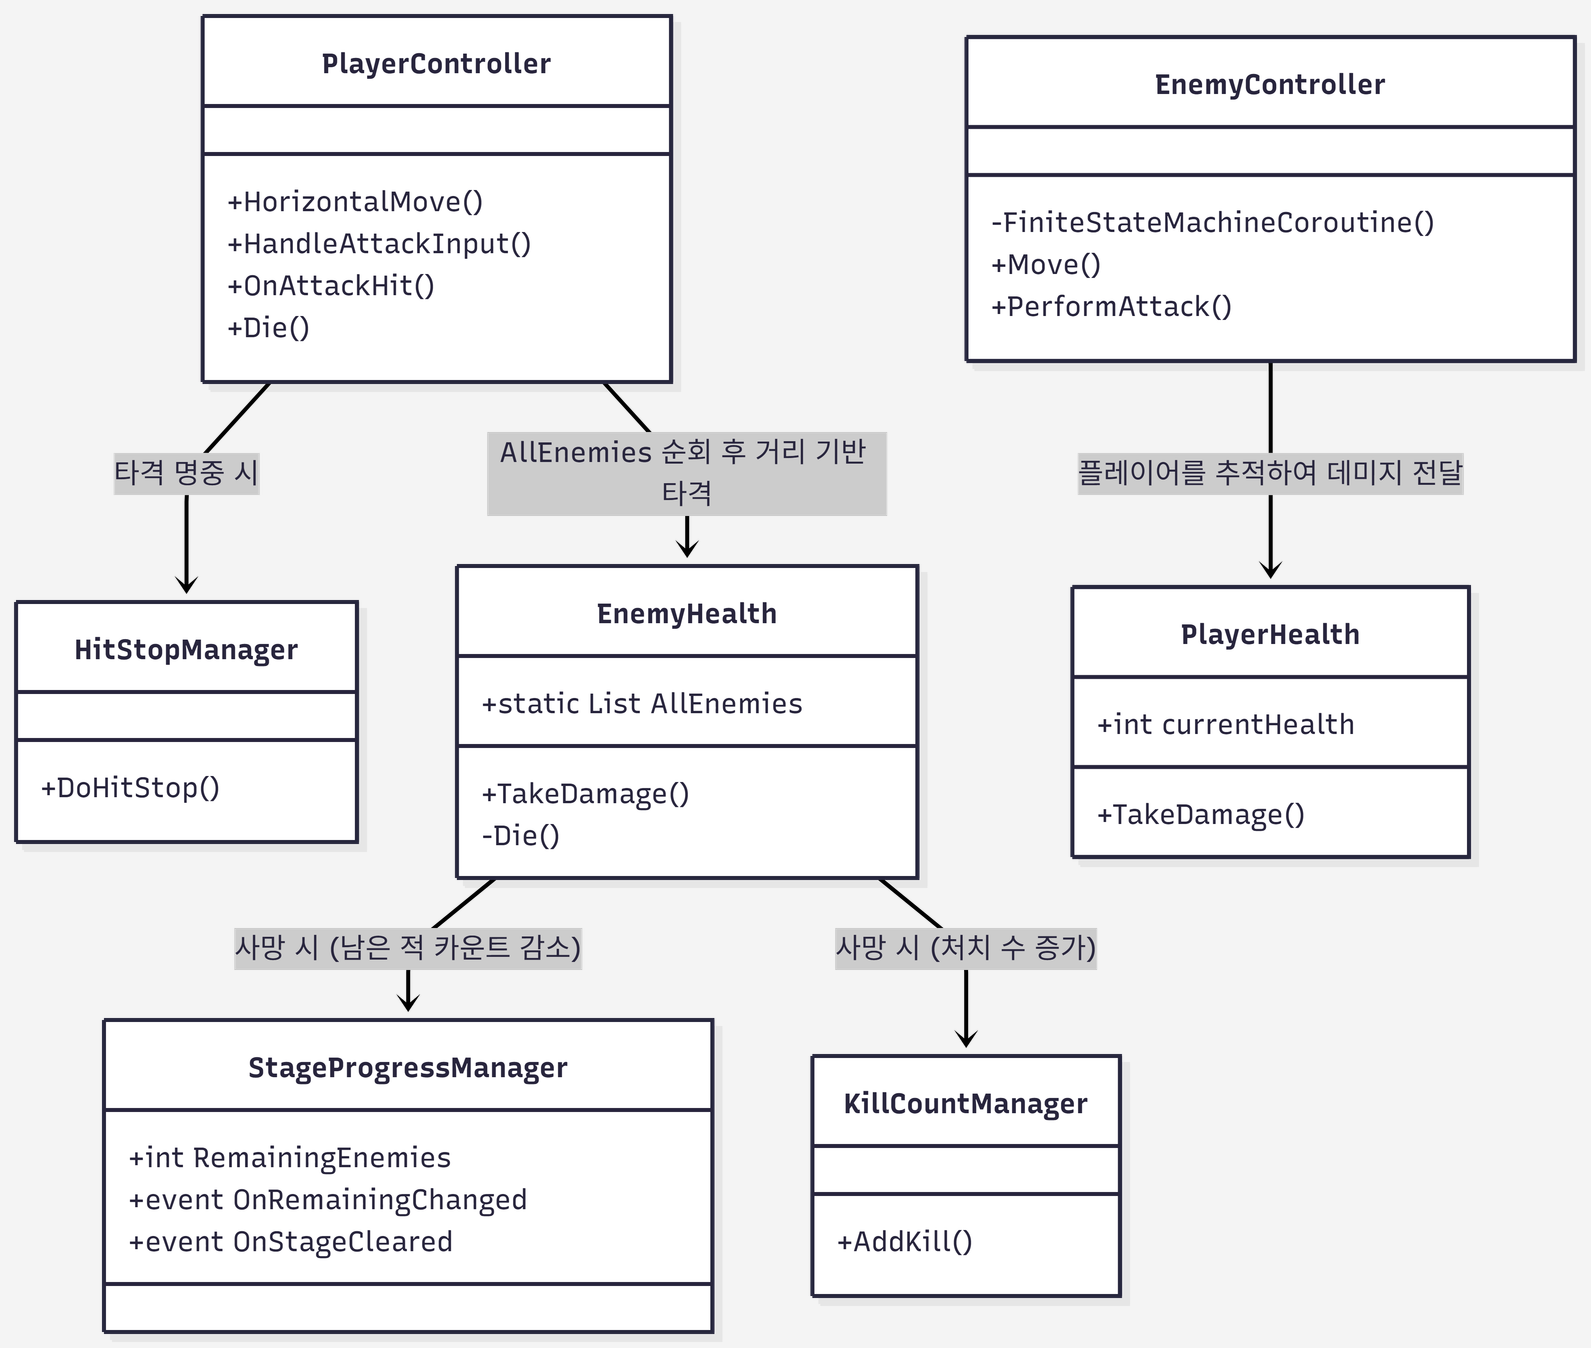 PlayerController
+HorizontalMove()
+HandleAttackInput()
+OnAttackHit()
+Die()
EnemyController
-FiniteStateMachineCoroutine()
+Move()
+PerformAttack()
타격 명중 시
AllEnemies 순회 후 거리 기반
타격
플레이어를 추적하여 데미지 전달
HitStopManager
+DoHitStop()
EnemyHealth
+static List AllEnemies
+TakeDamage()
-Die()
PlayerHealth
+int currentHealth
+TakeDamage()
사망 시 (남은 적 카운트 감소)
사망 시 (처치 수 증가)
StageProgressManager
+int RemainingEnemies
+event OnRemainingChanged
+event OnStageCleared
KillCountManager
+AddKill()